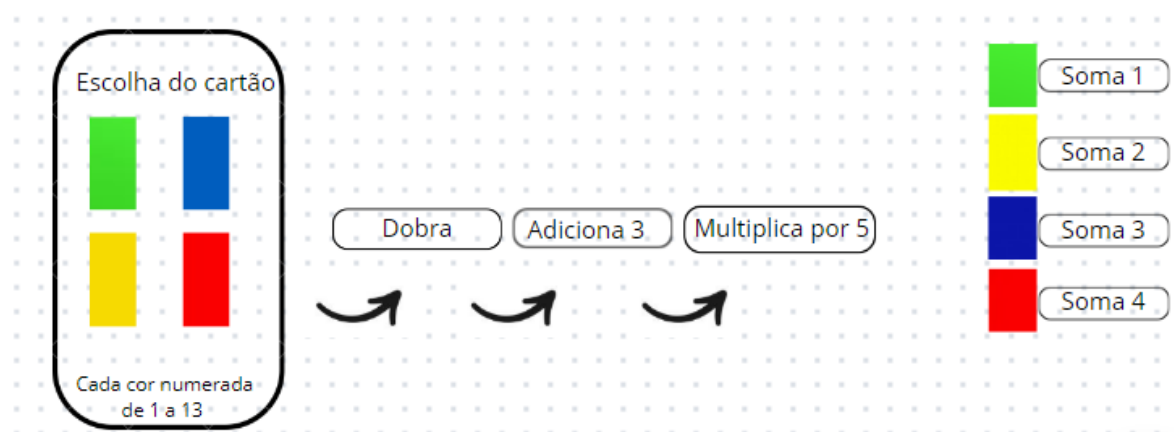 Escolha do cartão
Cada cor numerada
de 1 a 13
Dobra
Adiciona 3
Multiplica por 5
Soma 1
Soma 2
Soma 3
Soma 4